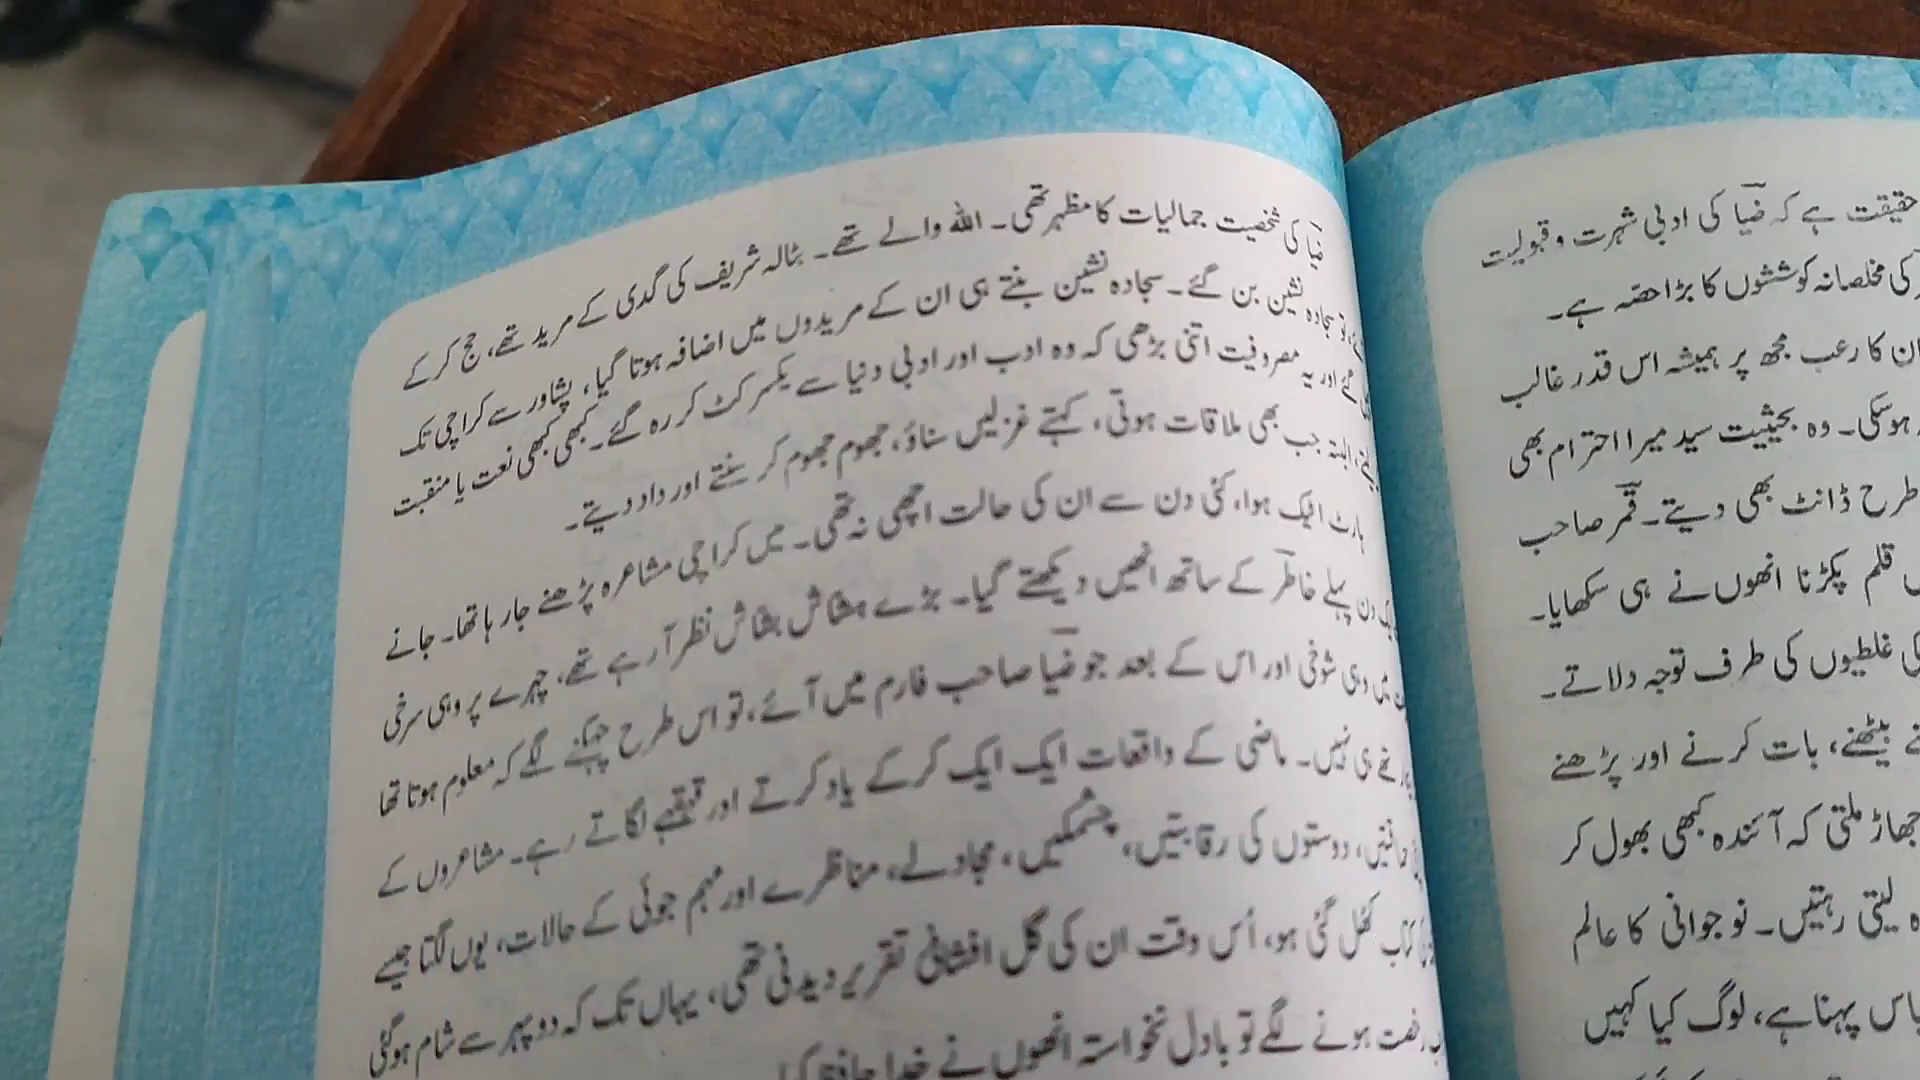 ضیا کی شخصیت جمالیات کا مظہر تھی۔ اللہ والے تھے۔ بٹالہ شریف کی گدی کے مرید تھے، حج کر کے
تو سجادہ نشین بن گئے۔ سجادہ نشین بنتے ہی ان کے مریدوں میں اضافہ ہوتا گیا، پشاور سے کراچی تک
گئے اور یہ مصروفیت اتنی بڑھی کہ وہ ادب اور ادبی دنیا سے یکسر کٹ کر رہ گئے۔ کبھی کبھی نعت یا منقبت
البتہ جب بھی ملاقات ہوتی، کہتے غزلیں سناؤ، جھوم جھوم کر سنتے اور داد دیتے۔
ہارٹ اٹیک ہوا، کئی دن سے ان کی حالت اچھی نہ تھی۔ میں کراچی مشاعرہ پڑھنے جا رہا تھا۔ جانے
دن پہلے خاطر کے ساتھ انھیں دیکھنے گیا۔ بڑے ہشاش بشاش نظر آ رہے تھے، چہرے پر وہی سرخی
میں وہی شوخی اور اس کے بعد جو ضیا صاحب فارم میں آئے، تو اس طرح چہکنے لگے کہ معلوم ہوتا تھا
تھے ہی نہیں۔ ماضی کے واقعات ایک ایک کر کے یاد کرتے اور قہقہے لگاتے رہے۔ مشاعروں کے
دوستوں کی رقابتیں، چشمکیں، مجادلے، مناظرے اور مہم جوئی کے حالات، یوں لگتا جیسے
کتاب کھل گئی ہو، اُس وقت ان کی گل افشانیٔ تقریر دیدنی تھی، یہاں تک کہ دوپہر سے شام ہو گئی
ہونے لگے تو بادل نخواستہ انھوں نے خدا حافظ کہا
حقیقت ہے کہ ضیا کی ادبی شہرت و قبولیت
کی مخلصانہ کوششوں کا بڑا حصہ ہے۔
ان کا رعب مجھ پر ہمیشہ اس قدر غالب
ہو سکی۔ وہ بحیثیت سید میرا احترام بھی
طرح ڈانٹ بھی دیتے۔ قمر صاحب
قلم پکڑنا انھوں نے ہی سکھایا۔
کی غلطیوں کی طرف توجہ دلاتے۔
بیٹھنے، بات کرنے اور پڑھنے
جھاڑ ملتی کہ آئندہ کبھی بھول کر
لیتی رہتیں۔ نوجوانی کا عالم
پہنا ہے، لوگ کیا کہیں